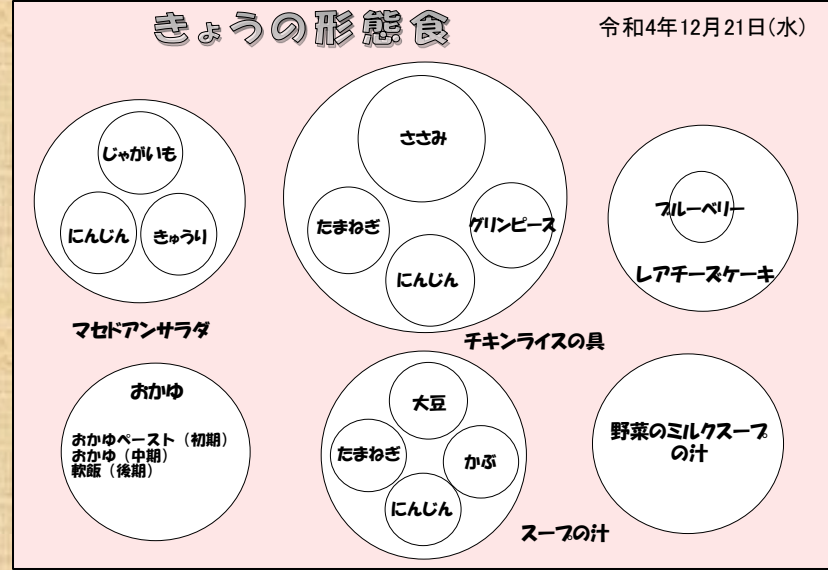 きょうの形態食
令和4年12月21日(水)
じゃがいも
にんじん
きゅうり
マセドアンサラダ
ささみ
たまねぎ
グリンピース
にんじん
チキンライスの具
ブルーベリー
レアチーズケーキ
おかゆ
おかゆペースト（初期）
おかゆ（中期）
軟飯（後期）
大豆
たまねぎ
かぶ
にんじん
スープの汁
野菜のミルクスープ
の汁